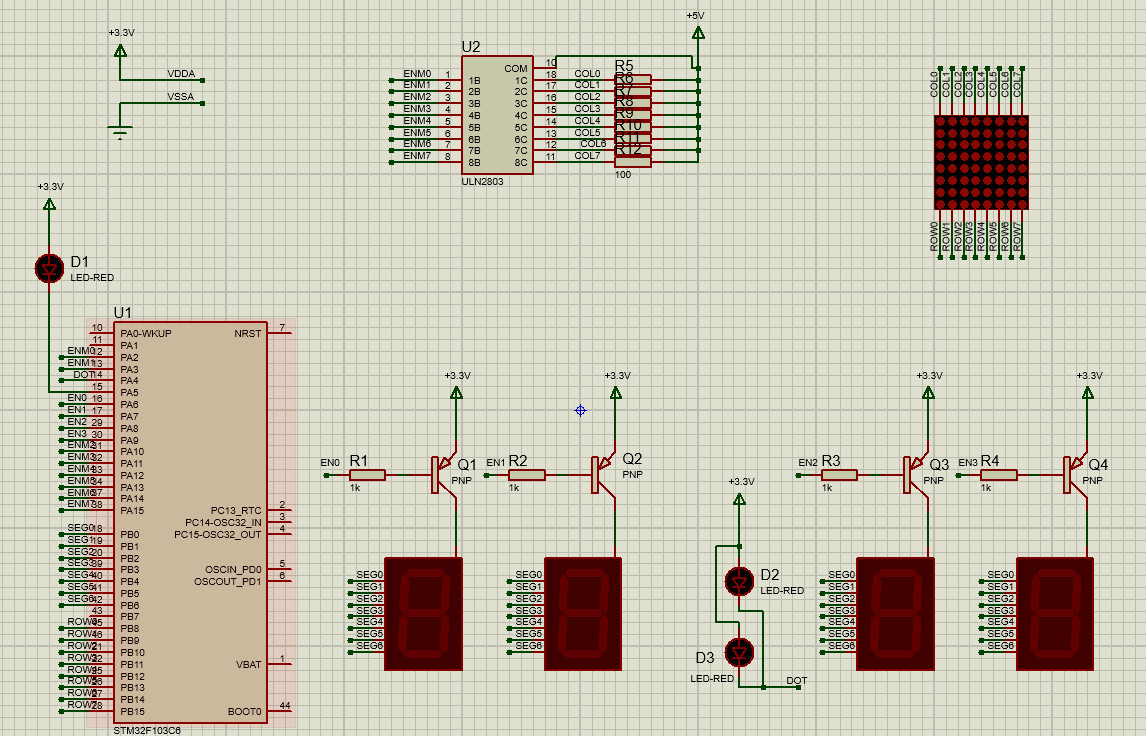 +3.3V
VDDA
VSSA
U2
COM 10
ENM0 1 1B 1C 18 COL0
ENM1 2 2B 2C 17 COL1
ENM2 3 3B 3C 16 COL2
ENM3 4 4B 4C 15 COL3
ENM4 5 5B 5C 14 COL4
ENM5 6 6B 6C 13 COL5
ENM6 7 7B 7C 12 COL6
ENM7 8 8B 8C 11 COL7
ULN2803
+5V
R5
R6
R7
R8
R9
R10
R11
R12
100
COL0 COL1 COL2 COL3 COL4 COL5 COL6 COL7
ROW0 ROW1 ROW2 ROW3 ROW4 ROW5 ROW6 ROW7
+3.3V
D1
LED-RED
U1
10 PA0-WKUP NRST 7
11 PA1
ENM0 12 PA2
ENM1 13 PA3
DOT 14 PA4
15 PA5
EN0 16 PA6
EN1 17 PA7
EN2 29 PA8
EN3 30 PA9
ENM2 31 PA10
ENM3 32 PA11
ENM4 33 PA12
ENM5 34 PA13
ENM6 37 PA14
ENM7 38 PA15
PC13_RTC 2
PC14-OSC32_IN 3
PC15-OSC32_OUT 4
SEG0 18 PB0
SEG1 19 PB1
SEG2 20 PB2
SEG3 39 PB3
SEG4 40 PB4
SEG5 41 PB5
SEG6 42 PB6
43 PB7
OSCIN_PD0 5
OSCOUT_PD1 6
ROW0 45 PB8
ROW1 46 PB9
ROW2 21 PB10
ROW3 22 PB11
ROW4 25 PB12
ROW5 26 PB13
ROW6 27 PB14
ROW7 28 PB15
VBAT 1
BOOT0 44
STM32F103C6
+3.3V
EN0 R1 1k
Q1
PNP
SEG0
SEG1
SEG2
SEG3
SEG4
SEG5
SEG6
+3.3V
EN1 R2 1k
Q2
PNP
SEG0
SEG1
SEG2
SEG3
SEG4
SEG5
SEG6
+3.3V
D2
LED-RED
D3
LED-RED
DOT
+3.3V
EN2 R3 1k
Q3
PNP
SEG0
SEG1
SEG2
SEG3
SEG4
SEG5
SEG6
+3.3V
EN3 R4 1k
Q4
PNP
SEG0
SEG1
SEG2
SEG3
SEG4
SEG5
SEG6